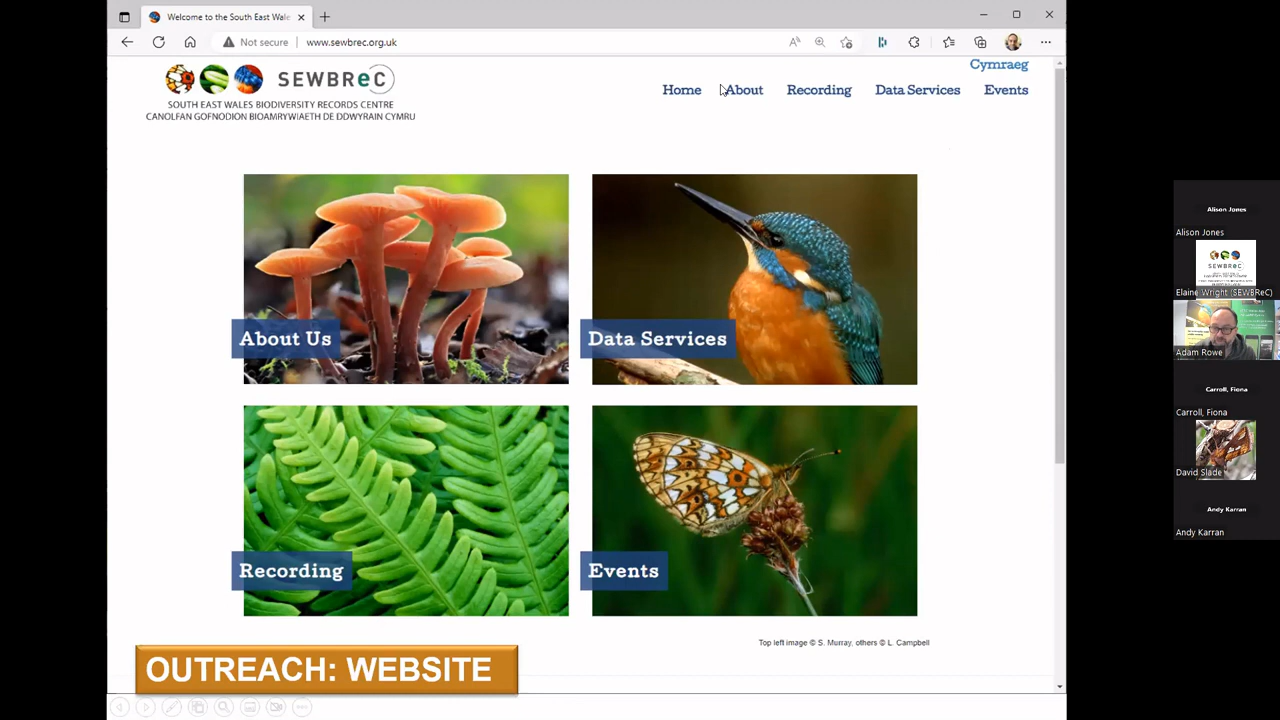 Welcome to the South East Wale
Not secure
www.sewbrec.org.uk
SEWBReC
SOUTH EAST WALES BIODIVERSITY RECORDS CENTRE
CANOLFAN GOFNODION BIOAMRYWIAETH DE DDWYRAIN CYMRU
Cymraeg
Home
About
Recording
Data Services
Events
About Us
Data Services
Recording
Events
Top left image © S. Murray, others © L. Campbell
OUTREACH: WEBSITE
Alison Jones
Alison Jones
SEWBReC
Elaine Wright (SEWBReC)
Adam Rowe
Carroll, Fiona
Carroll, Fiona
David Slade
Andy Karran
Andy Karran